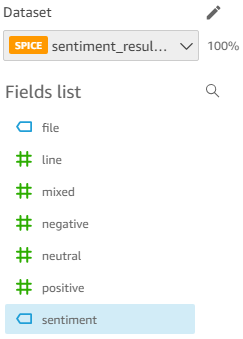 Dataset
SPICE sentiment_resul... 100%
Fields list
file
line
mixed
negative
neutral
positive
sentiment